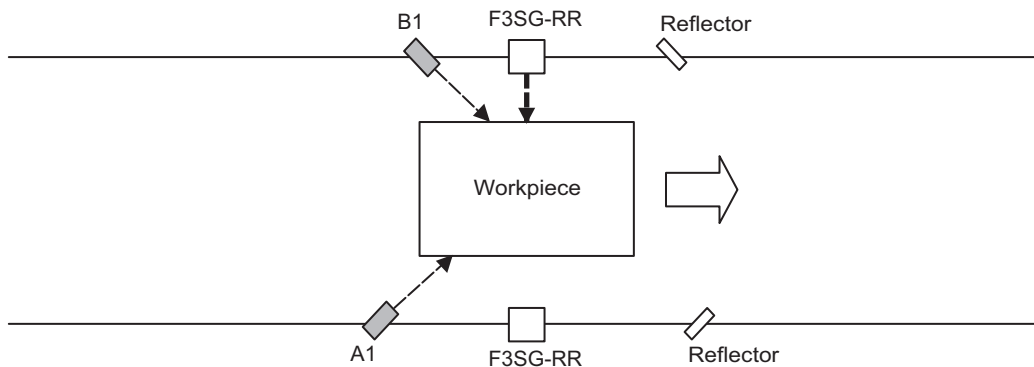 B1
F3SG-RR
Reflector
Workpiece
A1
F3SG-RR
Reflector